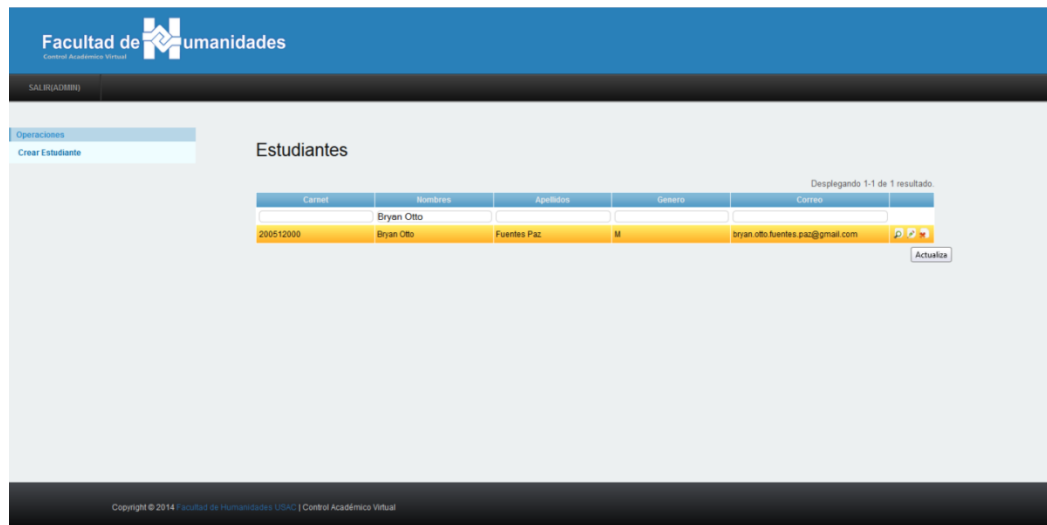 Facultad de Humanidades
Control Académico Virtual
SALIR(ADMIN)
Operaciones
Crear Estudiante
Estudiantes
Desplegando 1-1 de 1 resultado.
Carnet Nombres Apellidos Genero Correo
Bryan Otto
200512000 Bryan Otto Fuentes Paz M bryan.otto.fuentes.paz@gmail.com
Actualiza
Copyright © 2014 Facultad de Humanidades USAC | Control Académico Virtual